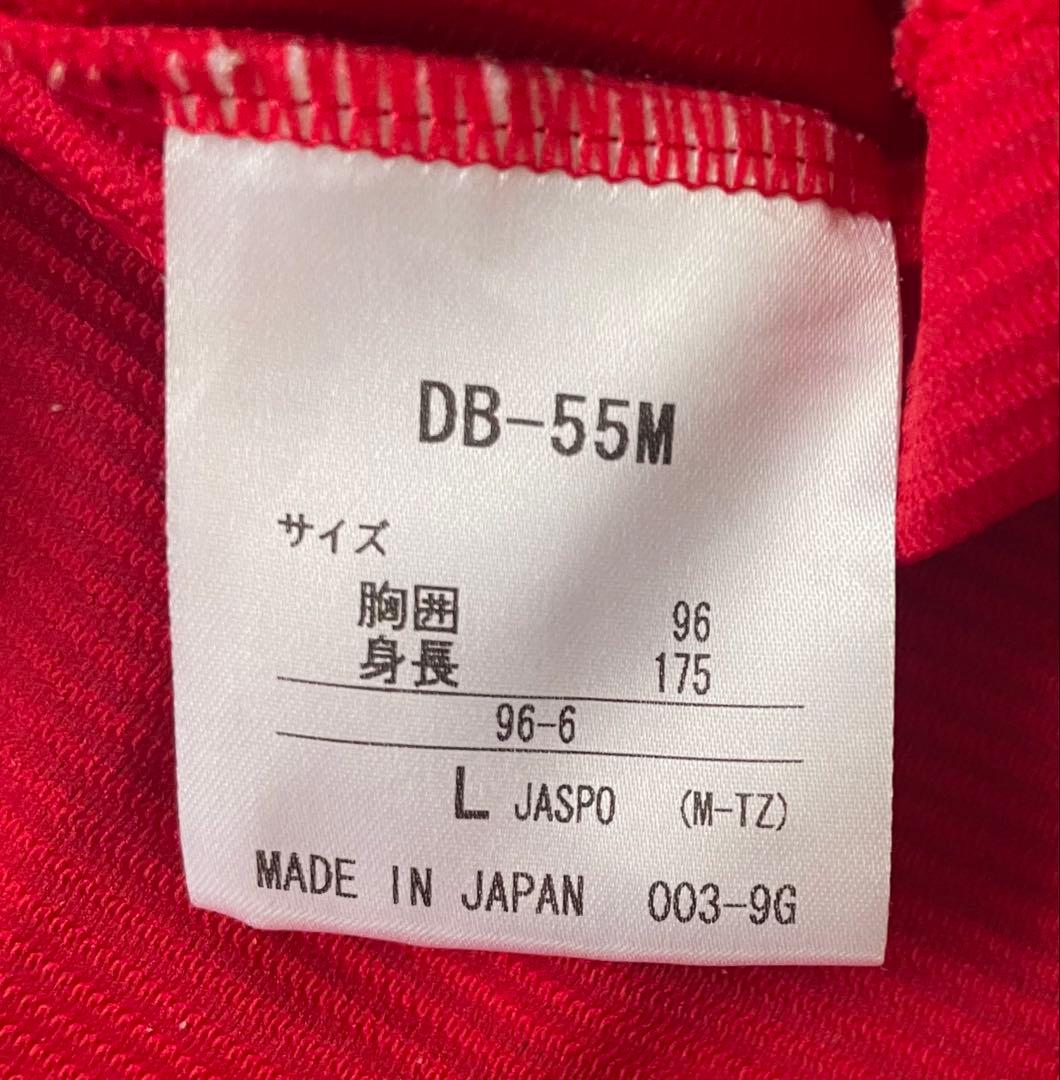 DB-55M
サイズ
胸囲 96
身長 175
96-6
L JASPO (M-TZ)
MADE IN JAPAN 003-9G